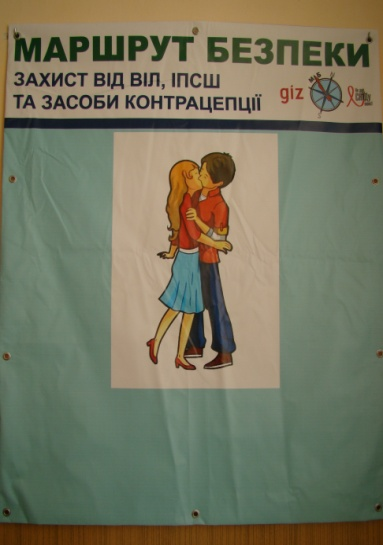 МАРШРУТ БЕЗПЕКИ
ЗАХИСТ ВІД ВІЛ, ІПСШ
ТА ЗАСОБИ КОНТРАЦЕПЦІЇ
giz